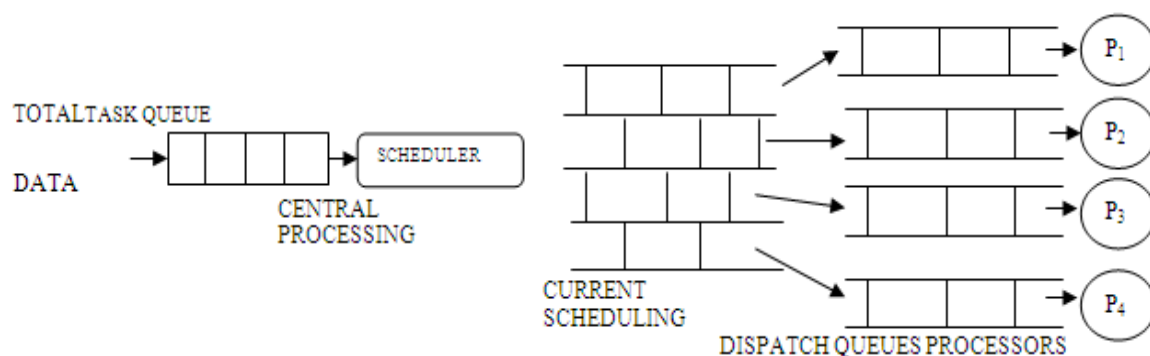 TOTALTASK QUEUE
DATA
SCHEDULER
CENTRAL
PROCESSING
CURRENT
SCHEDULING
P₁
P₂
P₃
P₄
DISPATCH QUEUES PROCESSORS